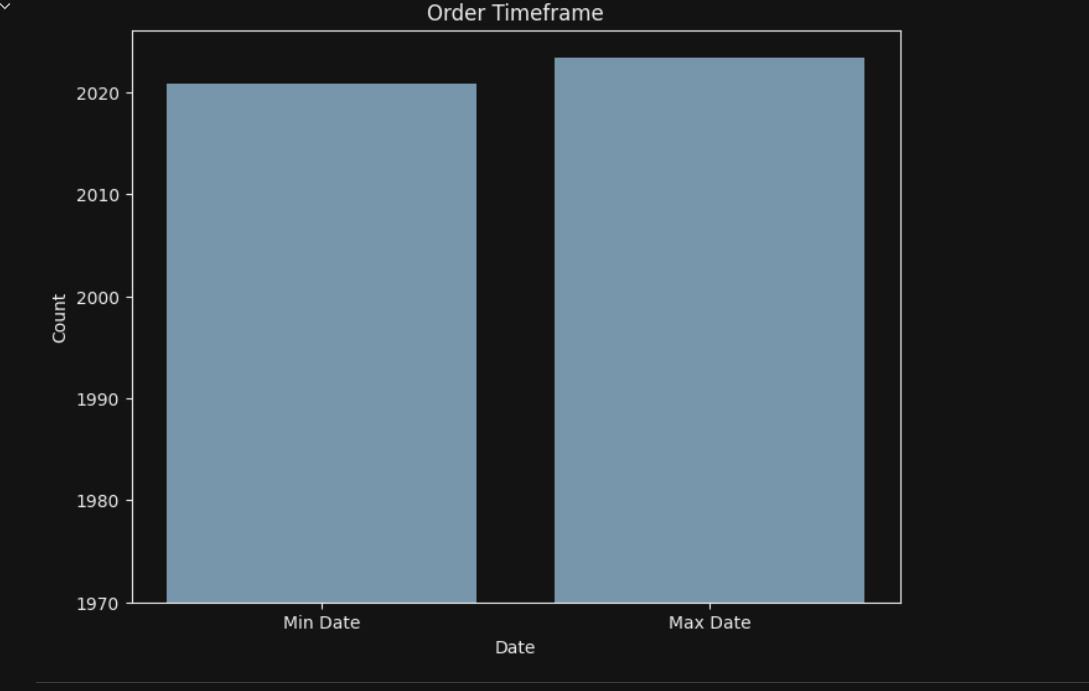 Order Timeframe
2020
2010
2000
1990
1980
1970
Count
Min Date
Max Date
Date